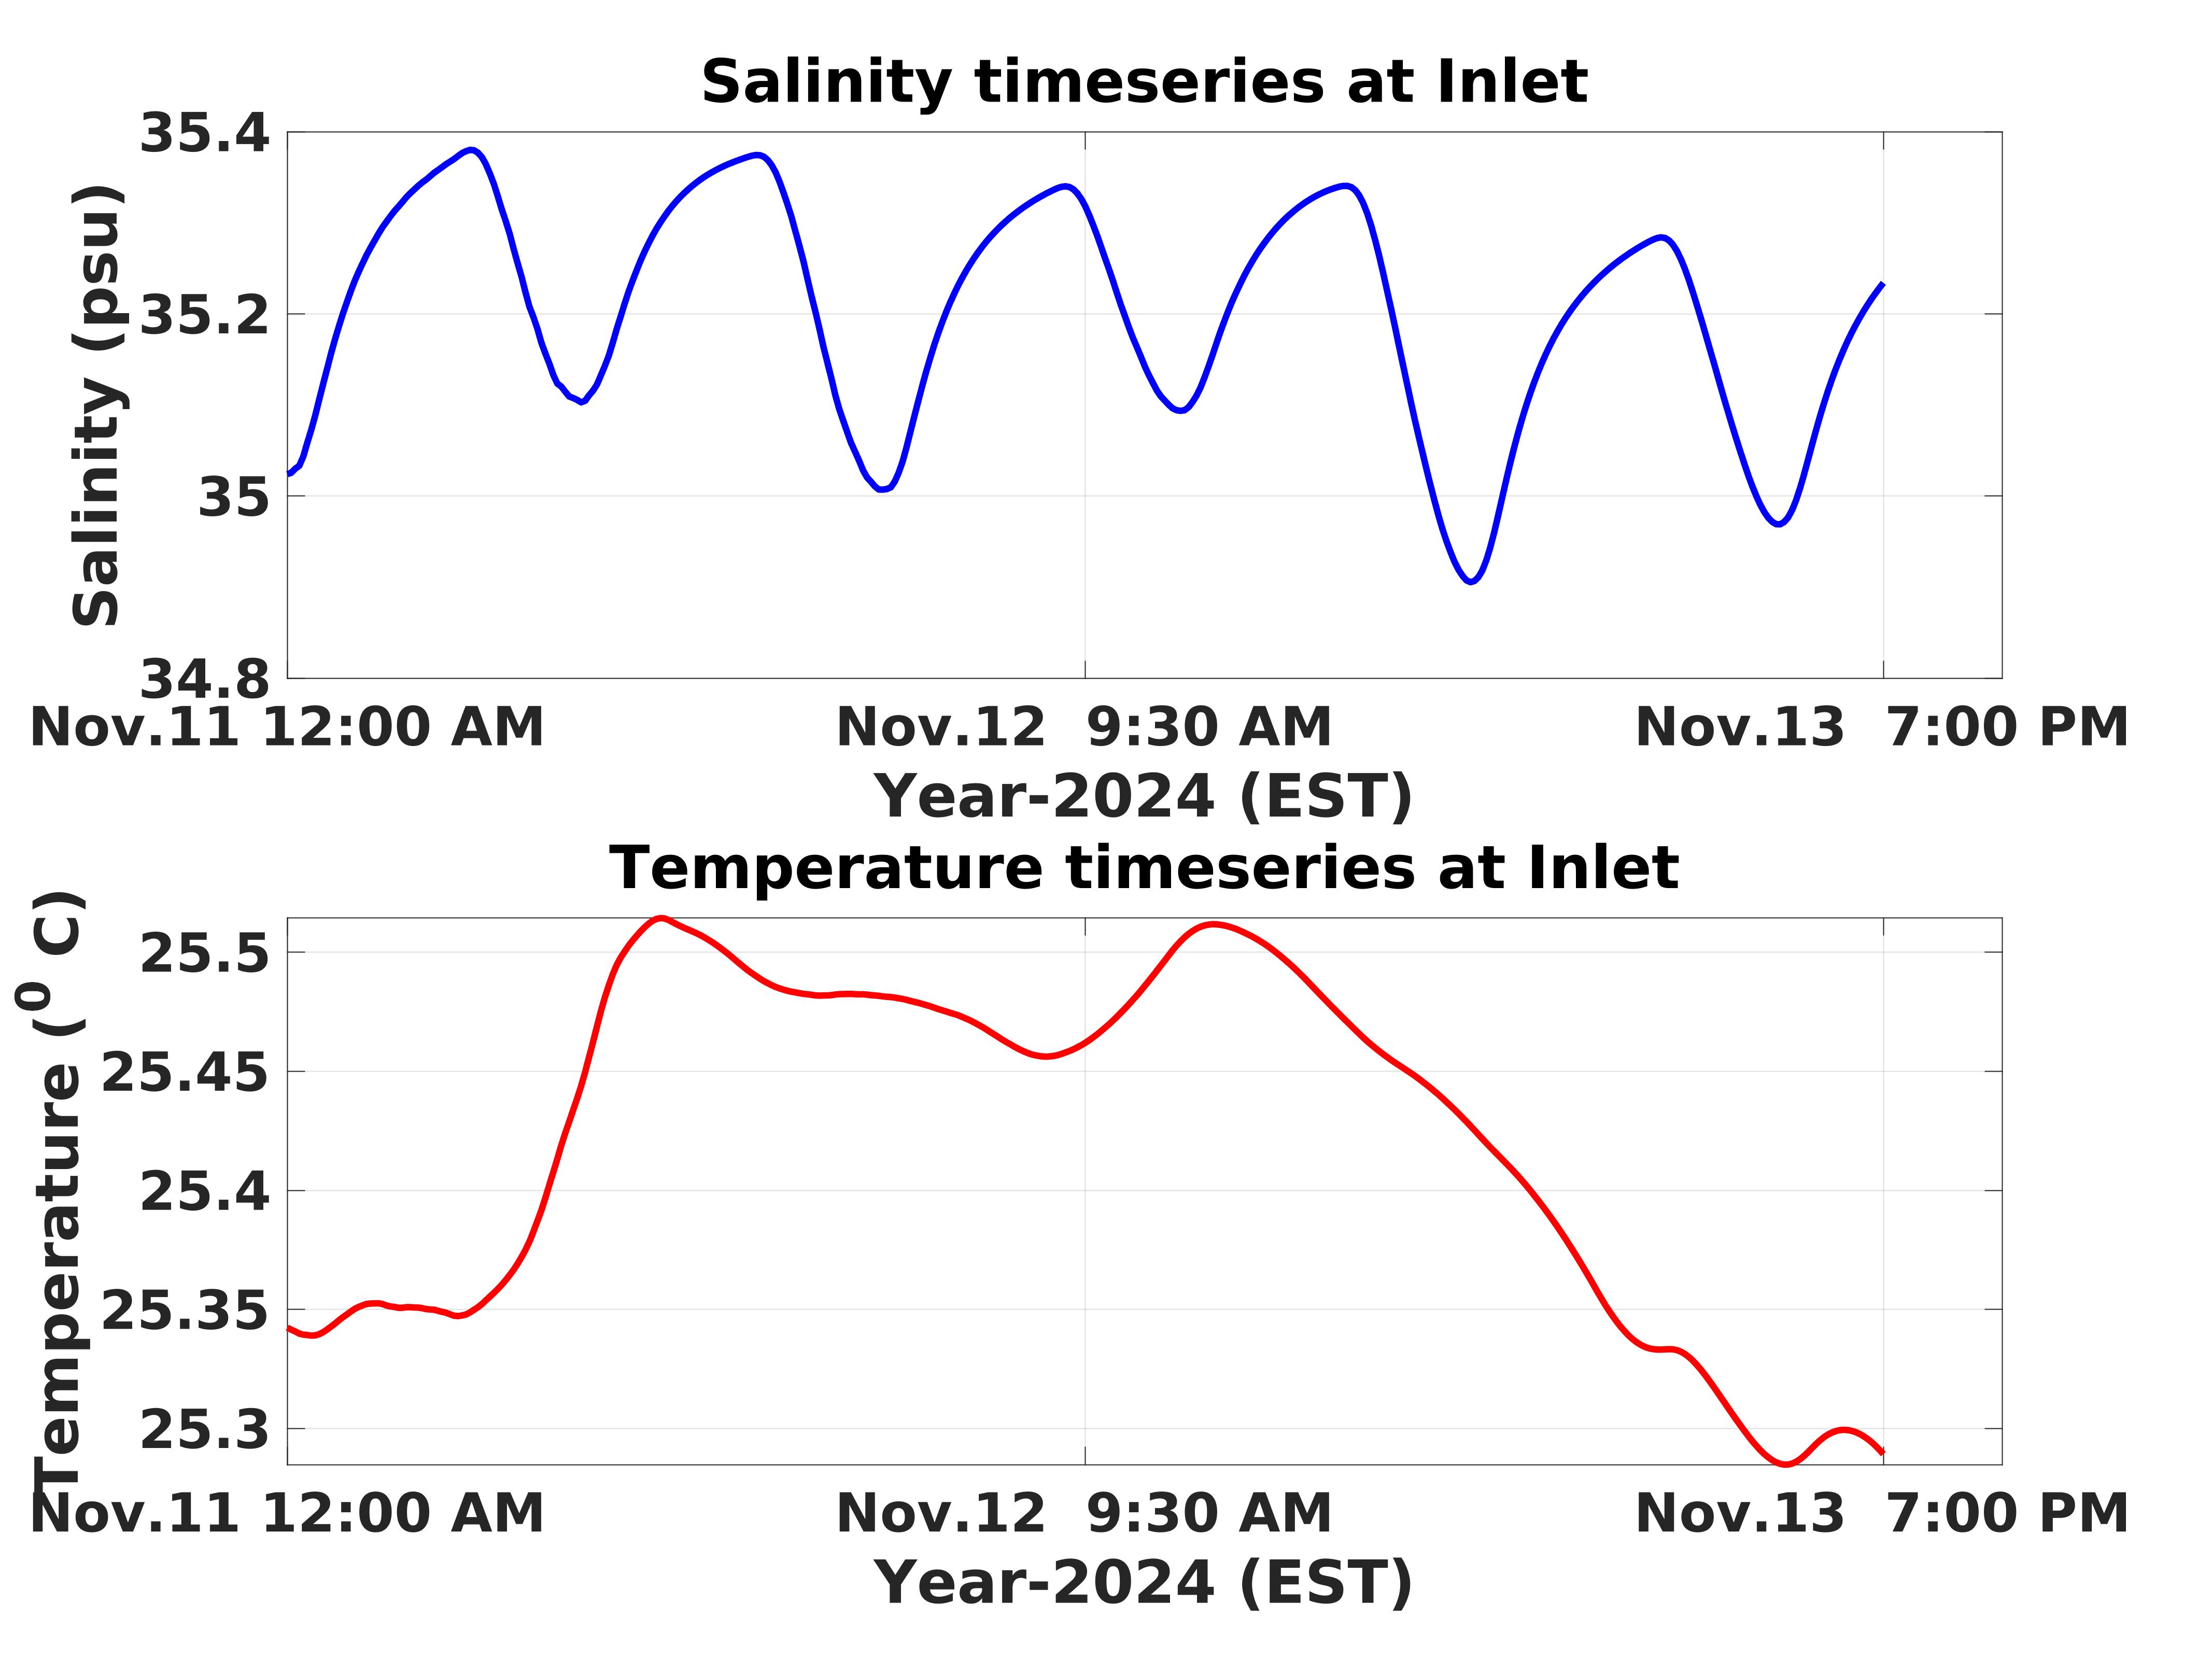 Salinity timeseries at Inlet
Salinity (psu)
35.4
35.2
35
34.8
Nov.11 12:00 AM Nov.12 9:30 AM Nov.13 7:00 PM
Year-2024 (EST)
Temperature timeseries at Inlet
Temperature (⁰ C)
25.5
25.45
25.4
25.35
25.3
Nov.11 12:00 AM Nov.12 9:30 AM Nov.13 7:00 PM
Year-2024 (EST)